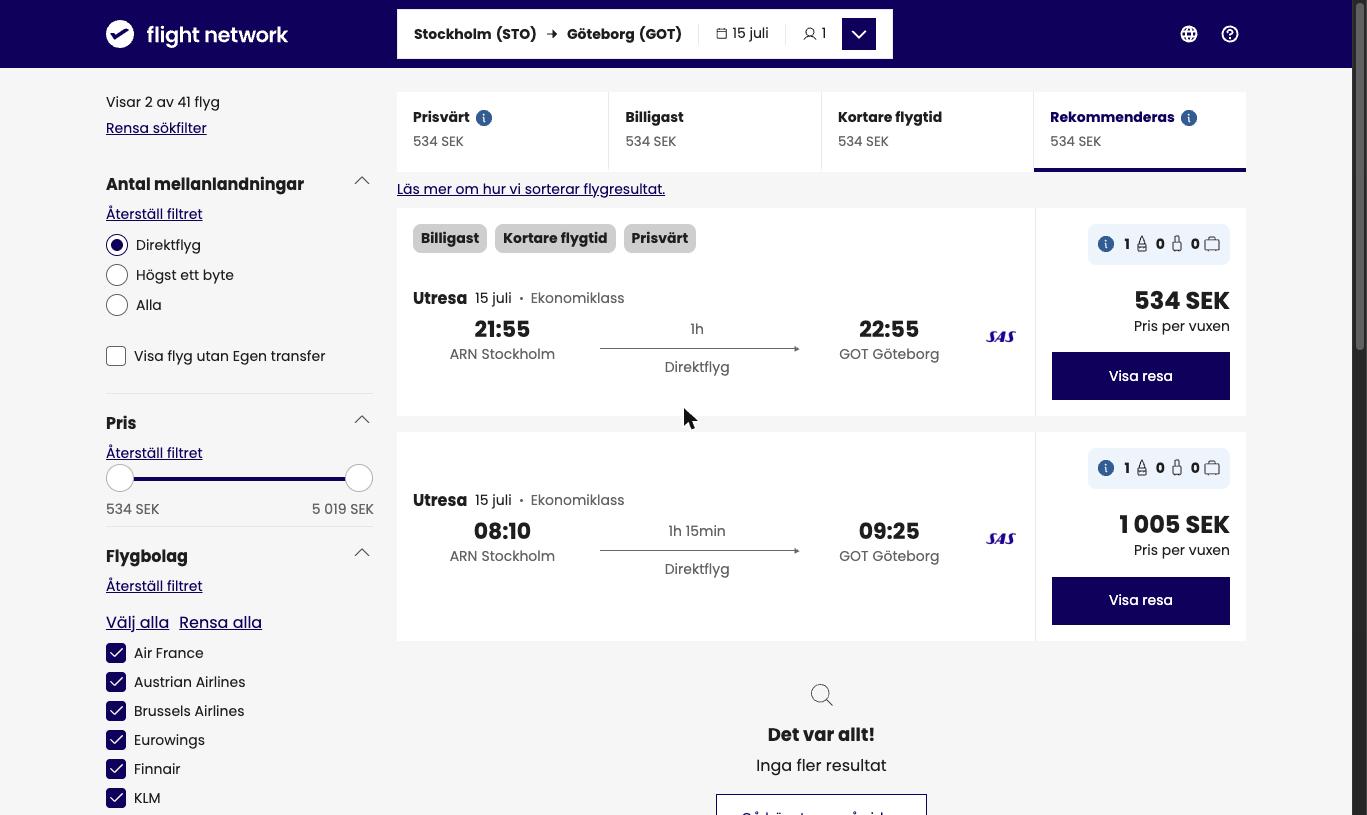 flight network
Stockholm (STO) → Göteborg (GOT)
15 juli
1
Visar 2 av 41 flyg
Rensa sökfilter
Antal mellanlandningar
Återställ filtret
Direktflyg
Högst ett byte
Alla
Visa flyg utan Egen transfer
Pris
Återställ filtret
534 SEK
5 019 SEK
Flygbolag
Återställ filtret
Välj alla Rensa alla
Air France
Austrian Airlines
Brussels Airlines
Eurowings
Finnair
KLM
Prisvärt
534 SEK
Billigast
534 SEK
Kortare flygtid
534 SEK
Rekommenderas
534 SEK
Läs mer om hur vi sorterar flygresultat.
Billigast Kortare flygtid Prisvärt
Utresa 15 juli • Ekonomiklass
21:55
ARN Stockholm
1h
Direktflyg
22:55
GOT Göteborg
SAS
1 0 0
534 SEK
Pris per vuxen
Visa resa
Utresa 15 juli • Ekonomiklass
08:10
ARN Stockholm
1h 15min
Direktflyg
09:25
GOT Göteborg
SAS
1 0 0
1 005 SEK
Pris per vuxen
Visa resa
Det var allt!
Inga fler resultat